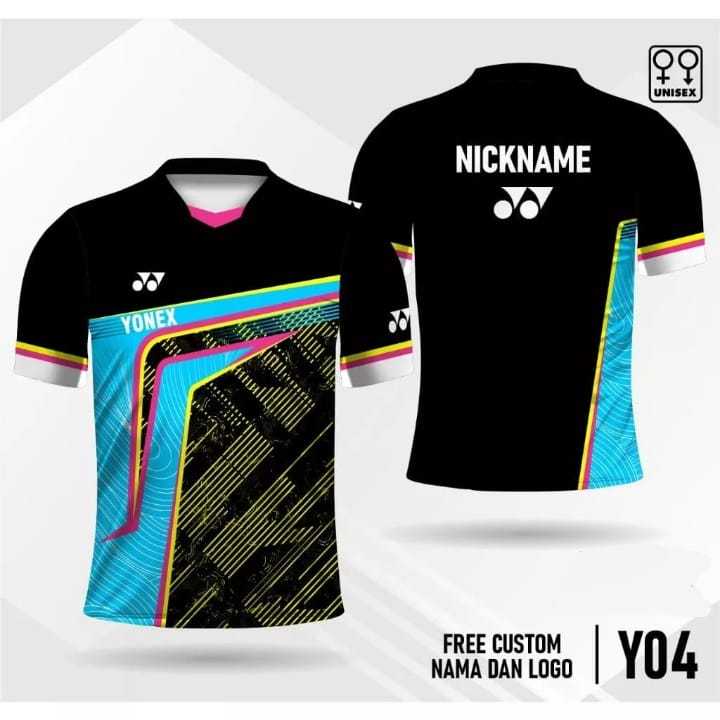 UNISEX
NICKNAME
YONEX
FREE CUSTOM
NAMA DAN LOGO
Y04